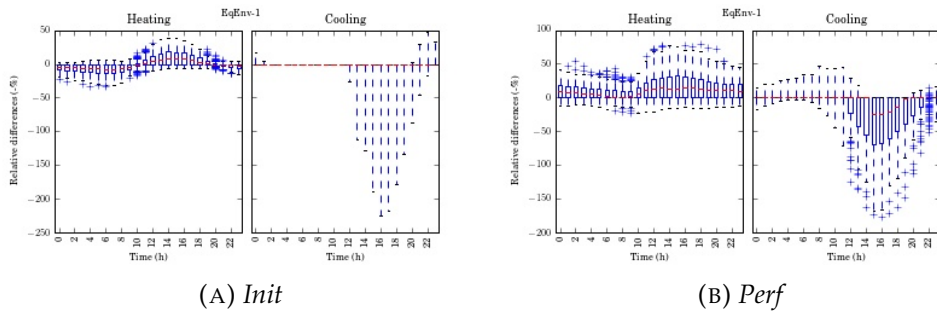 EqEnv-1
Heating Cooling
50
0
−50
−100
−150
−200
−250
Relative differences (-%)
0 2 4 6 8 10 12 14 16 18 20 22
0 2 4 6 8 10 12 14 16 18 20 22
Time (h) Time (h)
(A) Init
EqEnv-1
Heating Cooling
100
50
0
−50
−100
−150
−200
Relative differences (-%)
0 2 4 6 8 10 12 14 16 18 20 22
0 2 4 6 8 10 12 14 16 18 20 22
Time (h) Time (h)
(B) Perf